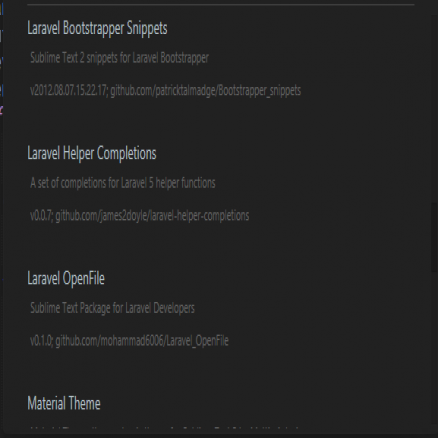 Laravel Bootstrapper Snippets
Sublime Text 2 snippets for Laravel Bootstrapper
v2012.08.07.15.22.17; github.com/patricktalmadge/Bootstrapper_snippets
Laravel Helper Completions
A set of completions for Laravel 5 helper functions
v0.0.7; github.com/james2doyle/laravel-helper-completions
Laravel OpenFile
Sublime Text Package for Laravel Developers
v0.1.0; github.com/mohammad6006/Laravel_OpenFile
Material Theme